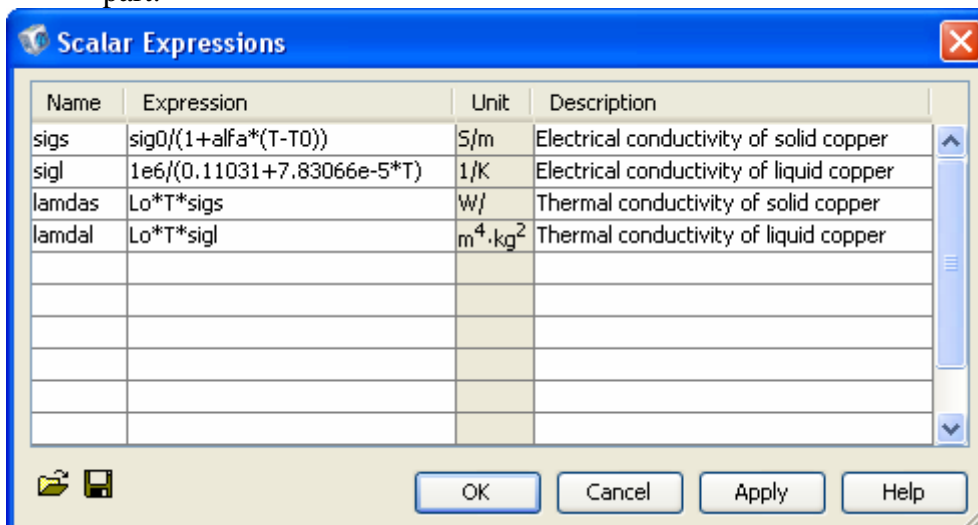 part.
Scalar Expressions
Name Expression Unit Description
sigs sig0/(1+alfa*(T-T0)) S/m Electrical conductivity of solid copper
sigl 1e6/(0.11031+7.83066e-5*T) 1/K Electrical conductivity of liquid copper
lamdas Lo*T*sigs W/ Thermal conductivity of solid copper
lamdal Lo*T*sigl m⁴·kg² Thermal conductivity of liquid copper
OK Cancel Apply Help